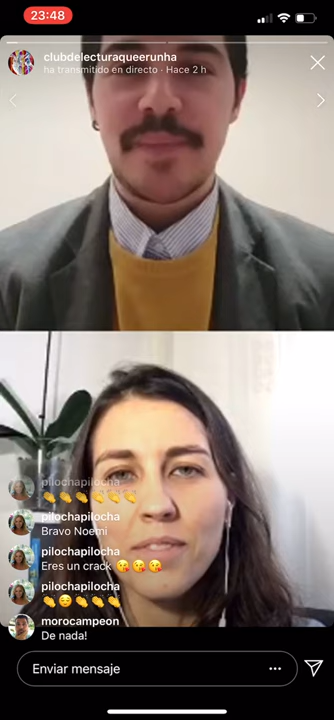 23:48
clubdelecturaqueerunha
ha transmitido en directo · Hace 2 h
pilochapilocha
👏👏👏👏👏👏
pilochapilocha
Bravo Noemi
pilochapilocha
Eres un crack 😘😘😘
pilochapilocha
👏😌👏👏👏
morocampeon
De nada!
Enviar mensaje